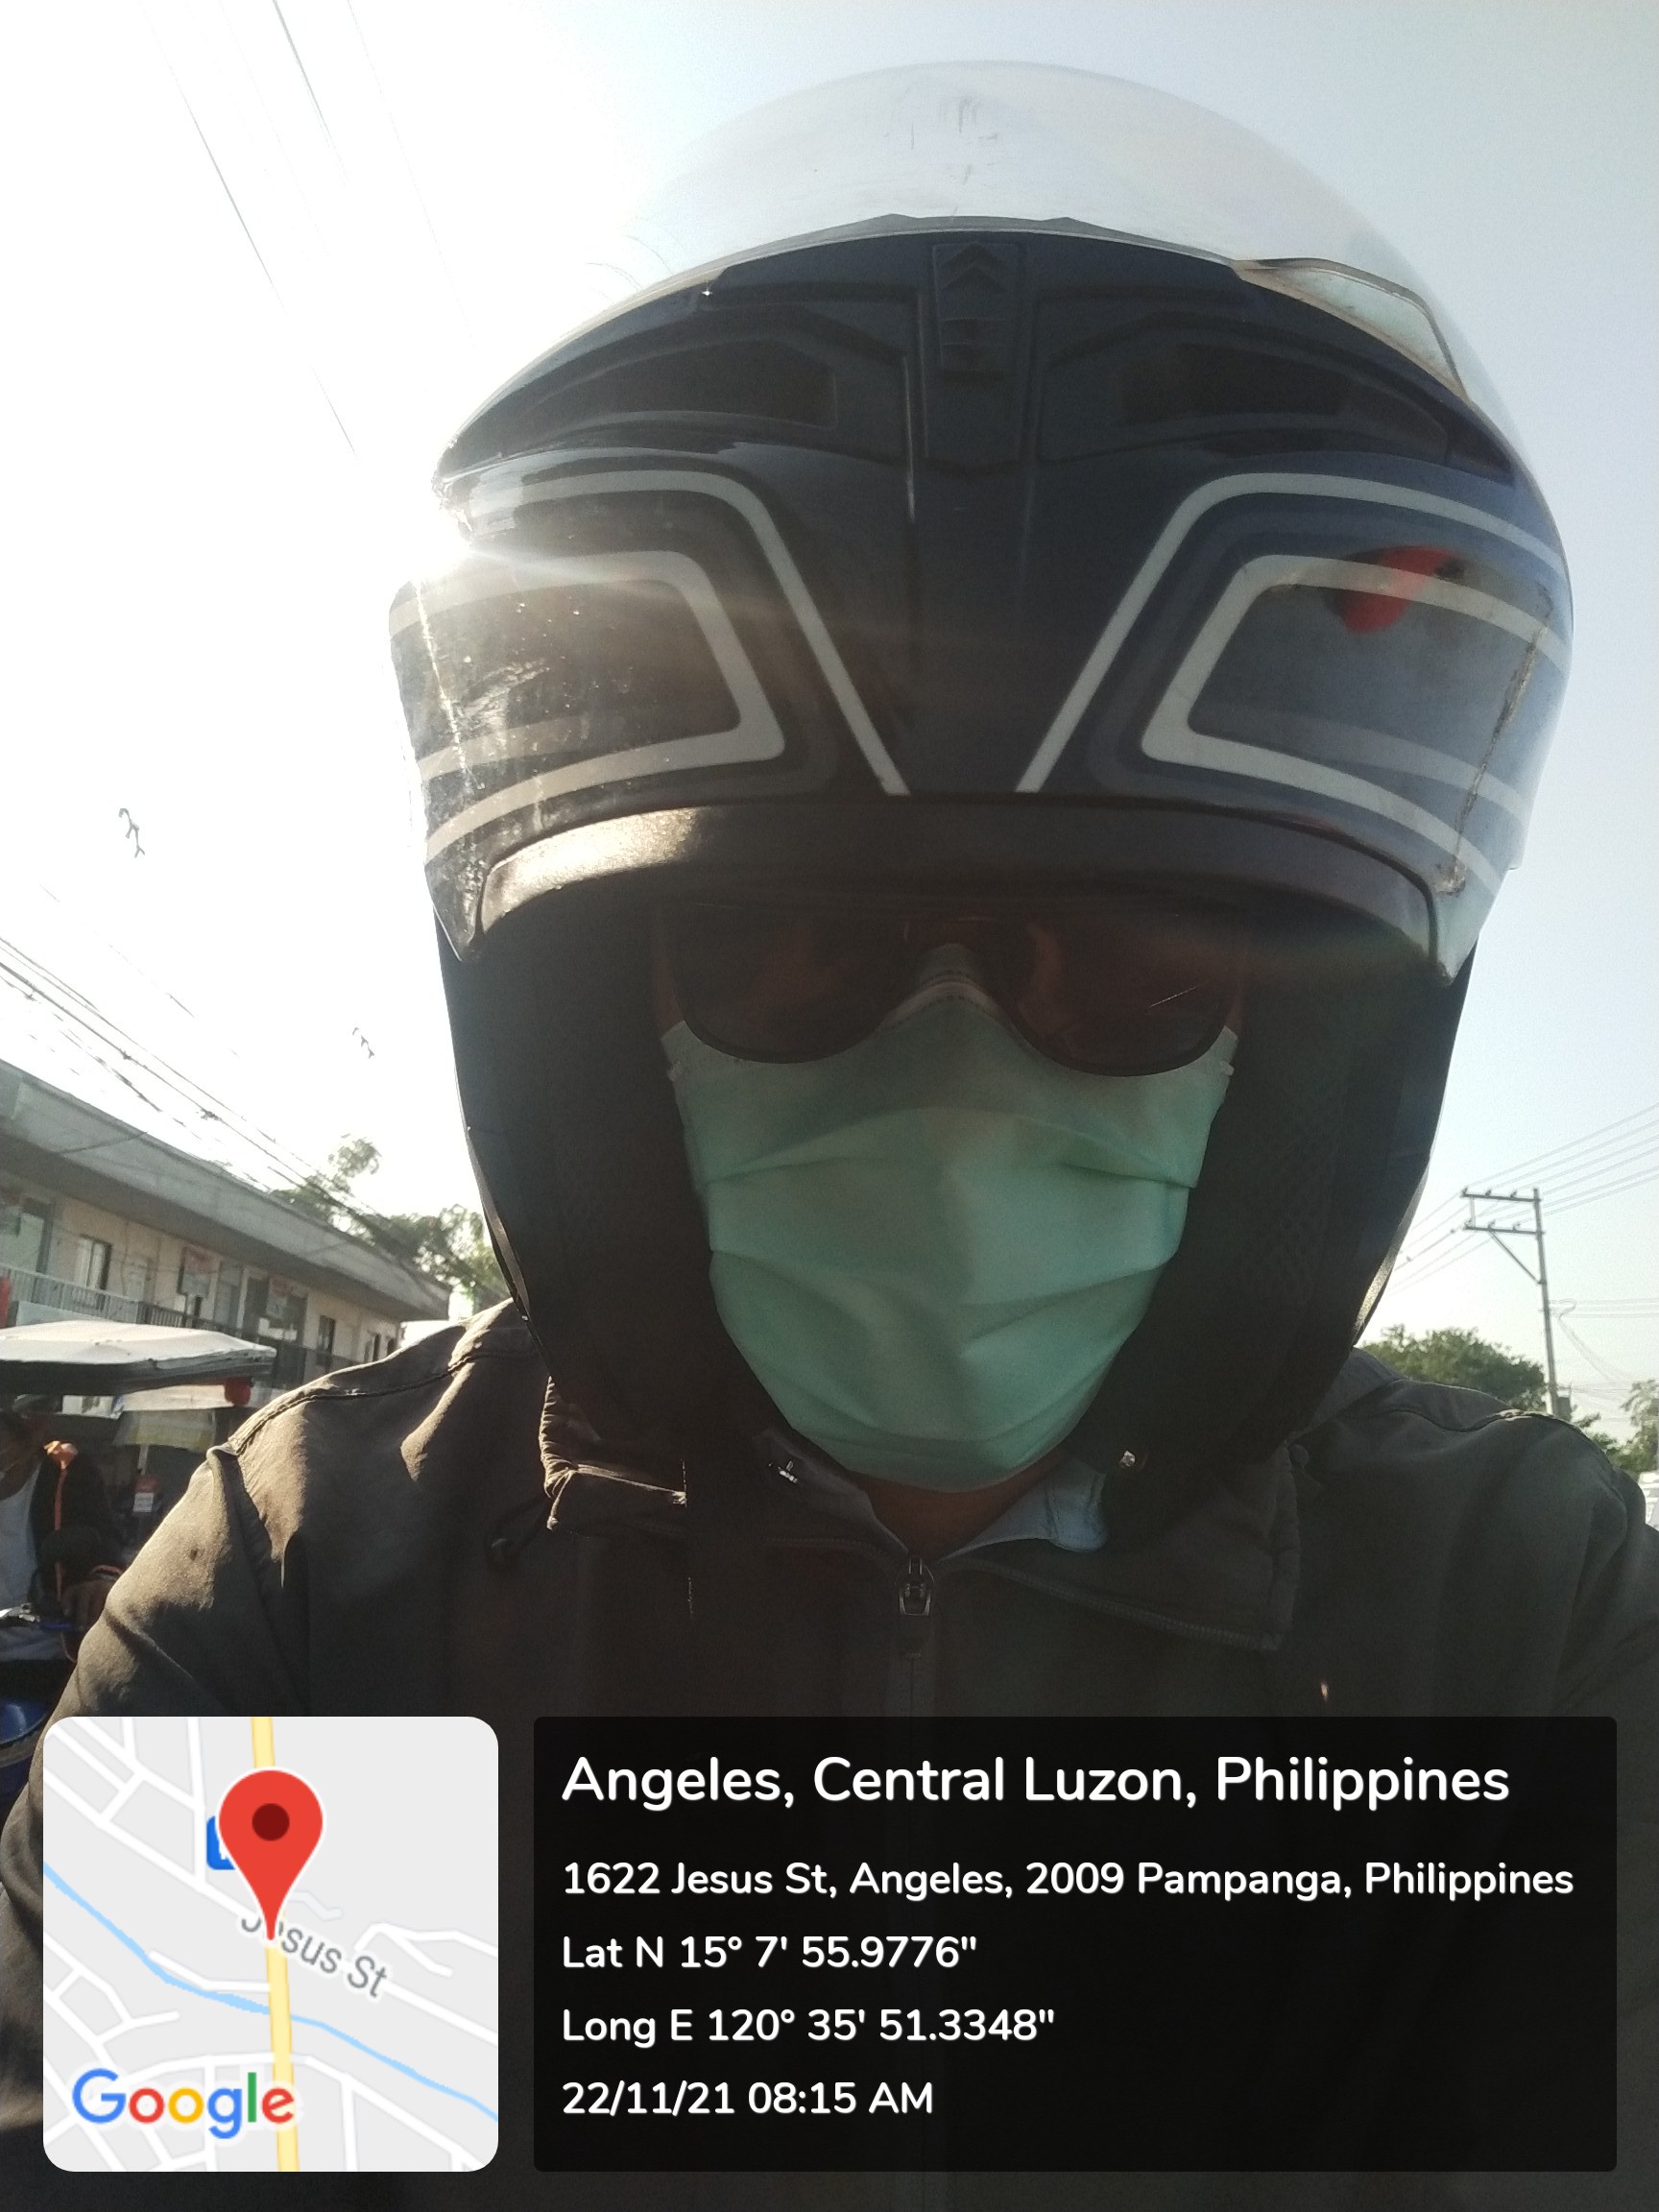 Angeles, Central Luzon, Philippines
1622 Jesus St, Angeles, 2009 Pampanga, Philippines
Lat N 15° 7' 55.9776"
Long E 120° 35' 51.3348"
22/11/21 08:15 AM
Jesus St
Google